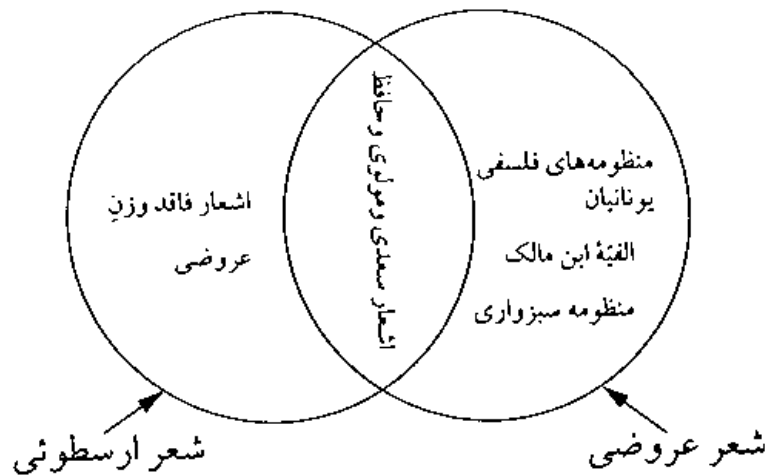 منظومه‌های فلسفی
یونانیان
الفیّهٔ ابن مالک
منظومه سبزواری
اشعار سعدی و مولوی و حافظ
اشعار فاقد وزنِ
عروضی
شعر عروضی
شعر ارسطوئی